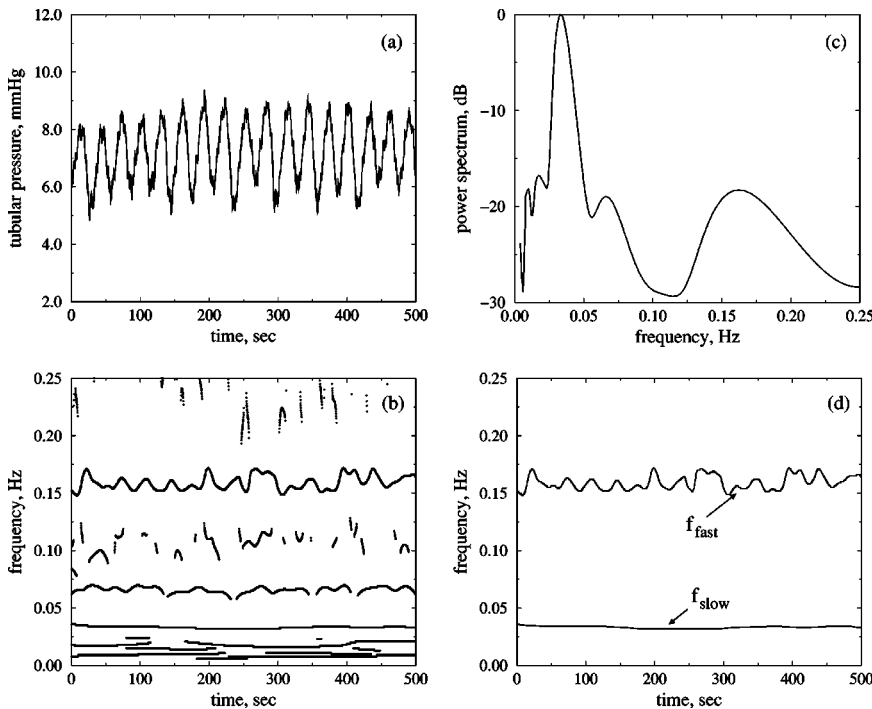 12.0
10.0
8.0
6.0
4.0
2.0
tubular pressure, mmHg
(a)
0 100 200 300 400 500
time, sec
0
−10
−20
−30
power spectrum, dB
(c)
0.00 0.05 0.10 0.15 0.20 0.25
frequency, Hz
0.25
0.20
0.15
0.10
0.05
0.00
frequency, Hz
(b)
0 100 200 300 400 500
time, sec
0.25
0.20
0.15
0.10
0.05
0.00
frequency, Hz
(d)
f fast
f slow
0 100 200 300 400 500
time, sec